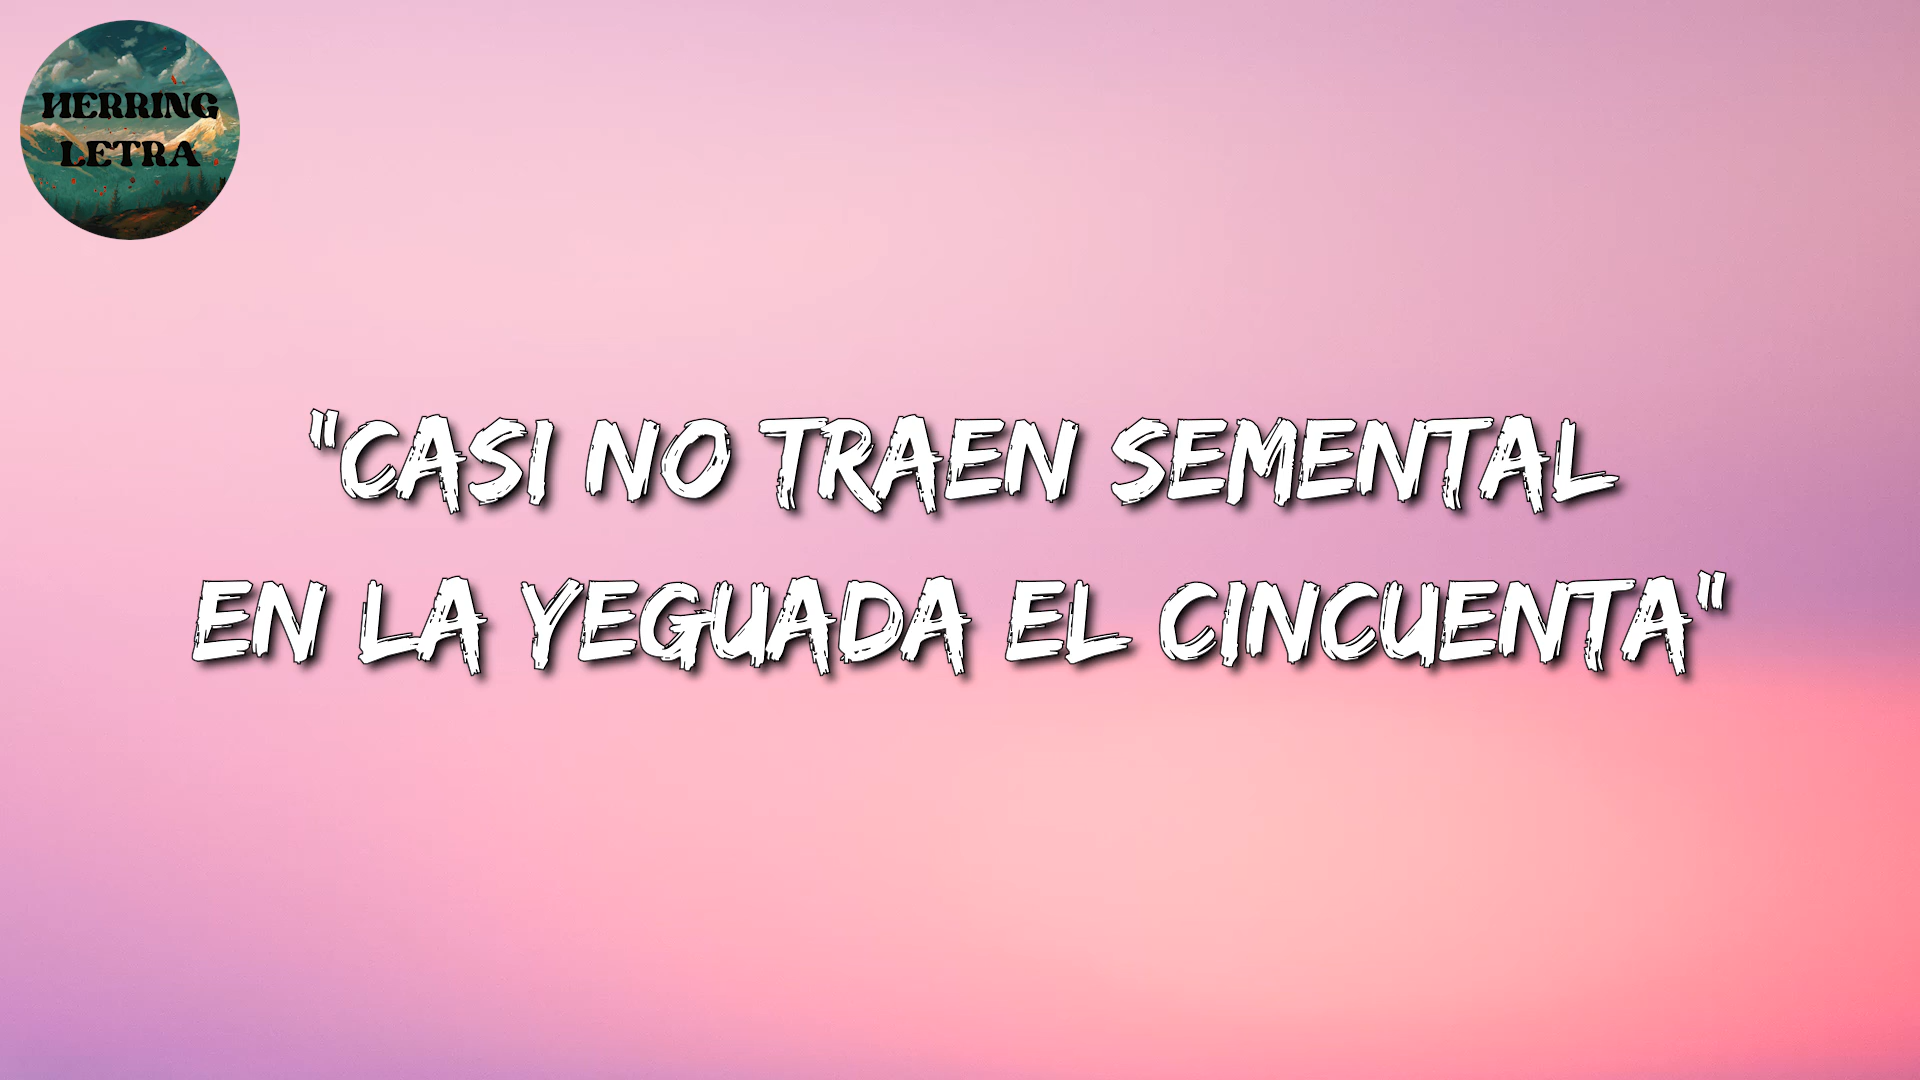 HERRING
LETRA
"CASI NO TRAEN SEMENTAL
EN LA YEGUADA EL CINCUENTA"